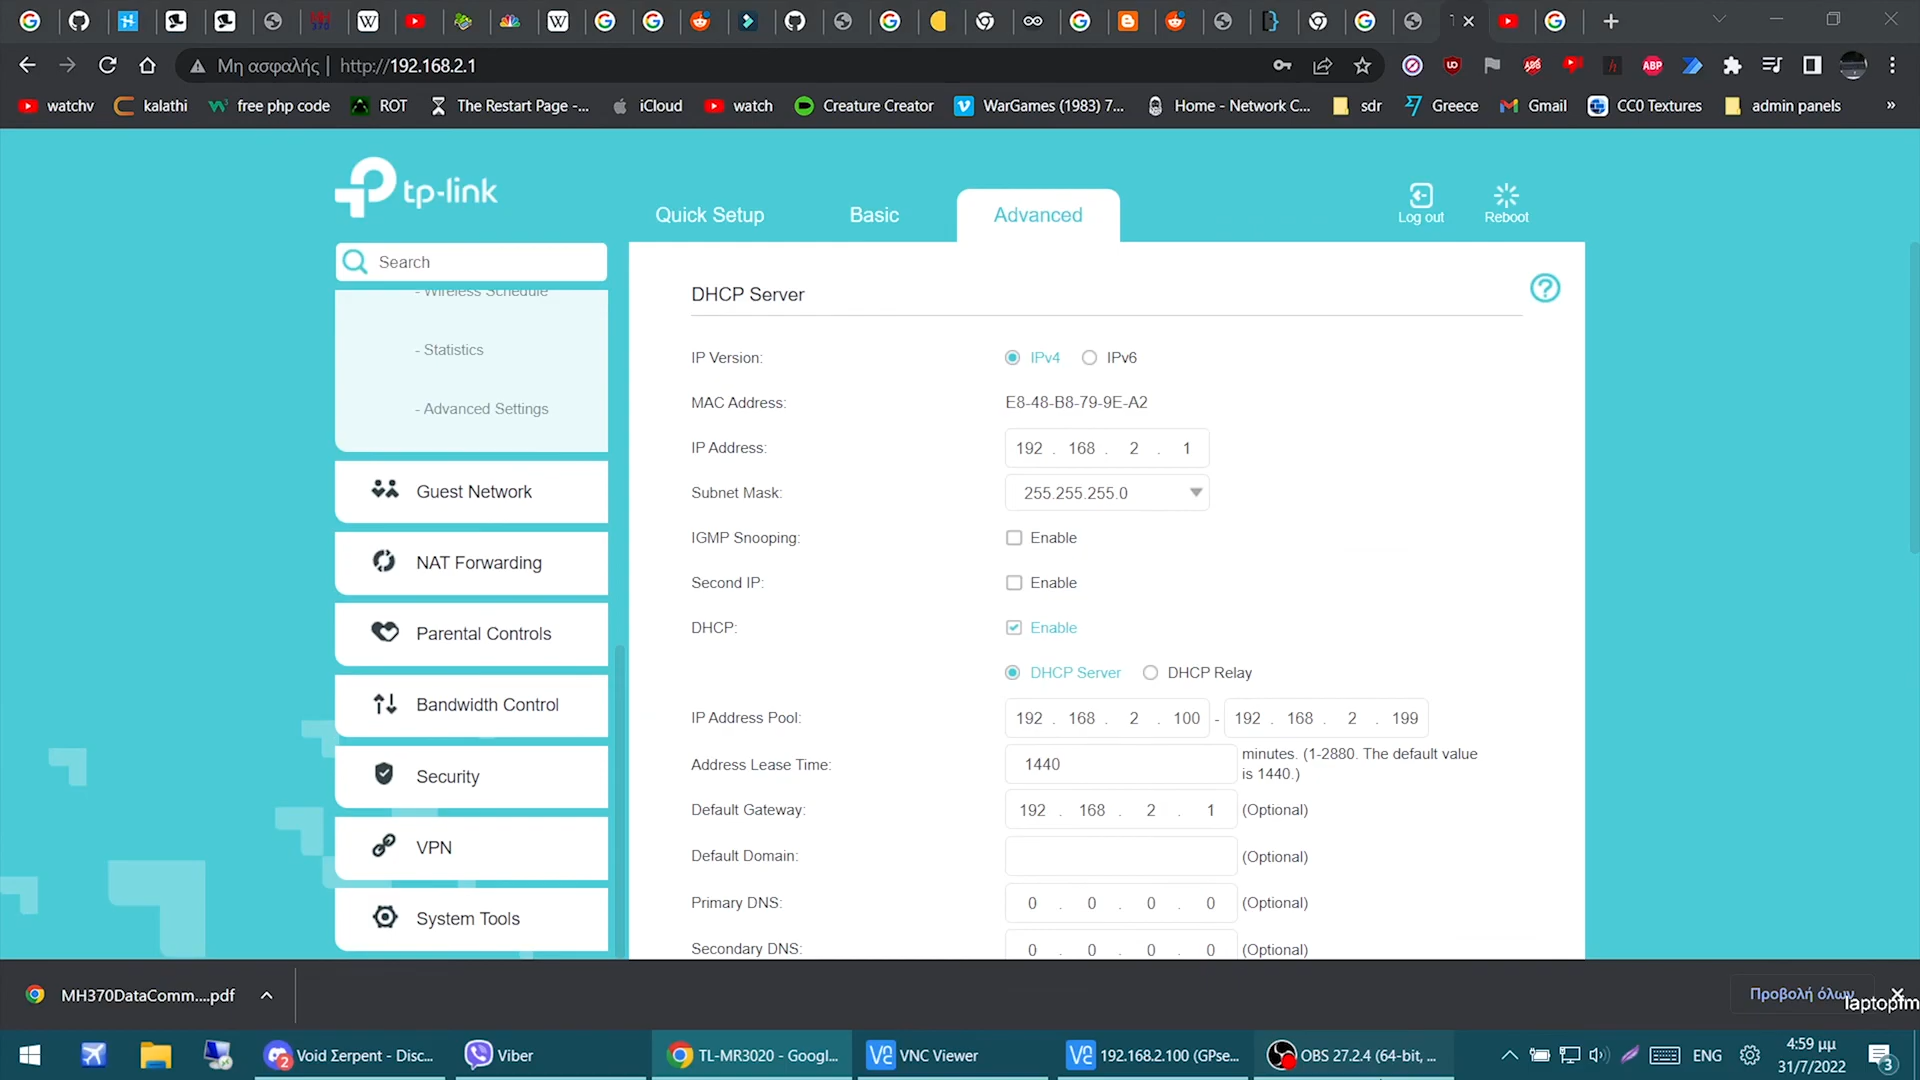 Μη ασφαλής | http://192.168.2.1
watchv kalathi free php code ROT The Restart Page -... iCloud watch Creature Creator WarGames (1983) 7... Home - Network C... sdr Greece Gmail CC0 Textures admin panels »
tp-link
Quick Setup Basic Advanced Log out Reboot
Search
- Wireless Schedule
- Statistics
- Advanced Settings
Guest Network
NAT Forwarding
Parental Controls
Bandwidth Control
Security
VPN
System Tools
DHCP Server
IP Version: IPv4 IPv6
MAC Address: E8-48-B8-79-9E-A2
IP Address: 192 . 168 . 2 . 1
Subnet Mask: 255.255.255.0
IGMP Snooping: Enable
Second IP: Enable
DHCP: Enable
DHCP Server DHCP Relay
IP Address Pool: 192 . 168 . 2 . 100 - 192 . 168 . 2 . 199
Address Lease Time: 1440 minutes. (1-2880. The default value
is 1440.)
Default Gateway: 192 . 168 . 2 . 1 (Optional)
Default Domain: (Optional)
Primary DNS: 0 . 0 . 0 . 0 (Optional)
Secondary DNS: 0 . 0 . 0 . 0 (Optional)
MH370DataComm....pdf
Προβολή όλων
laptopfm
Void Σerpent - Disc... Viber TL-MR3020 - Googl... VNC Viewer 192.168.2.100 (GPse... OBS 27.2.4 (64-bit, ... ENG
4:59 μμ
31/7/2022
3